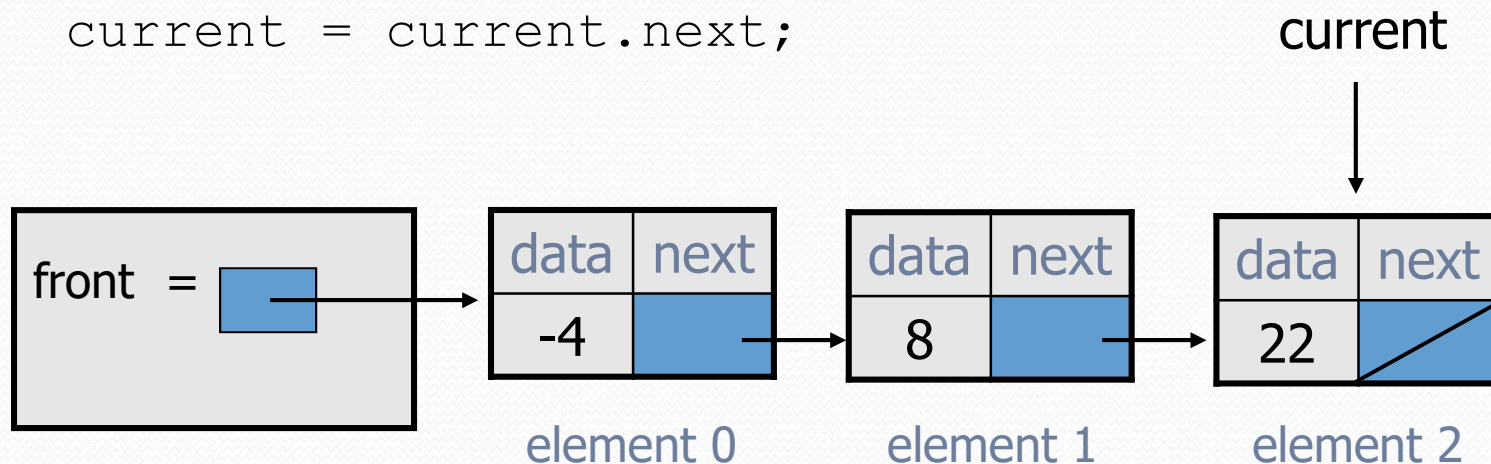 current = current.next;
current
front =
data next
-4
element 0
data next
8
element 1
data next
22
element 2